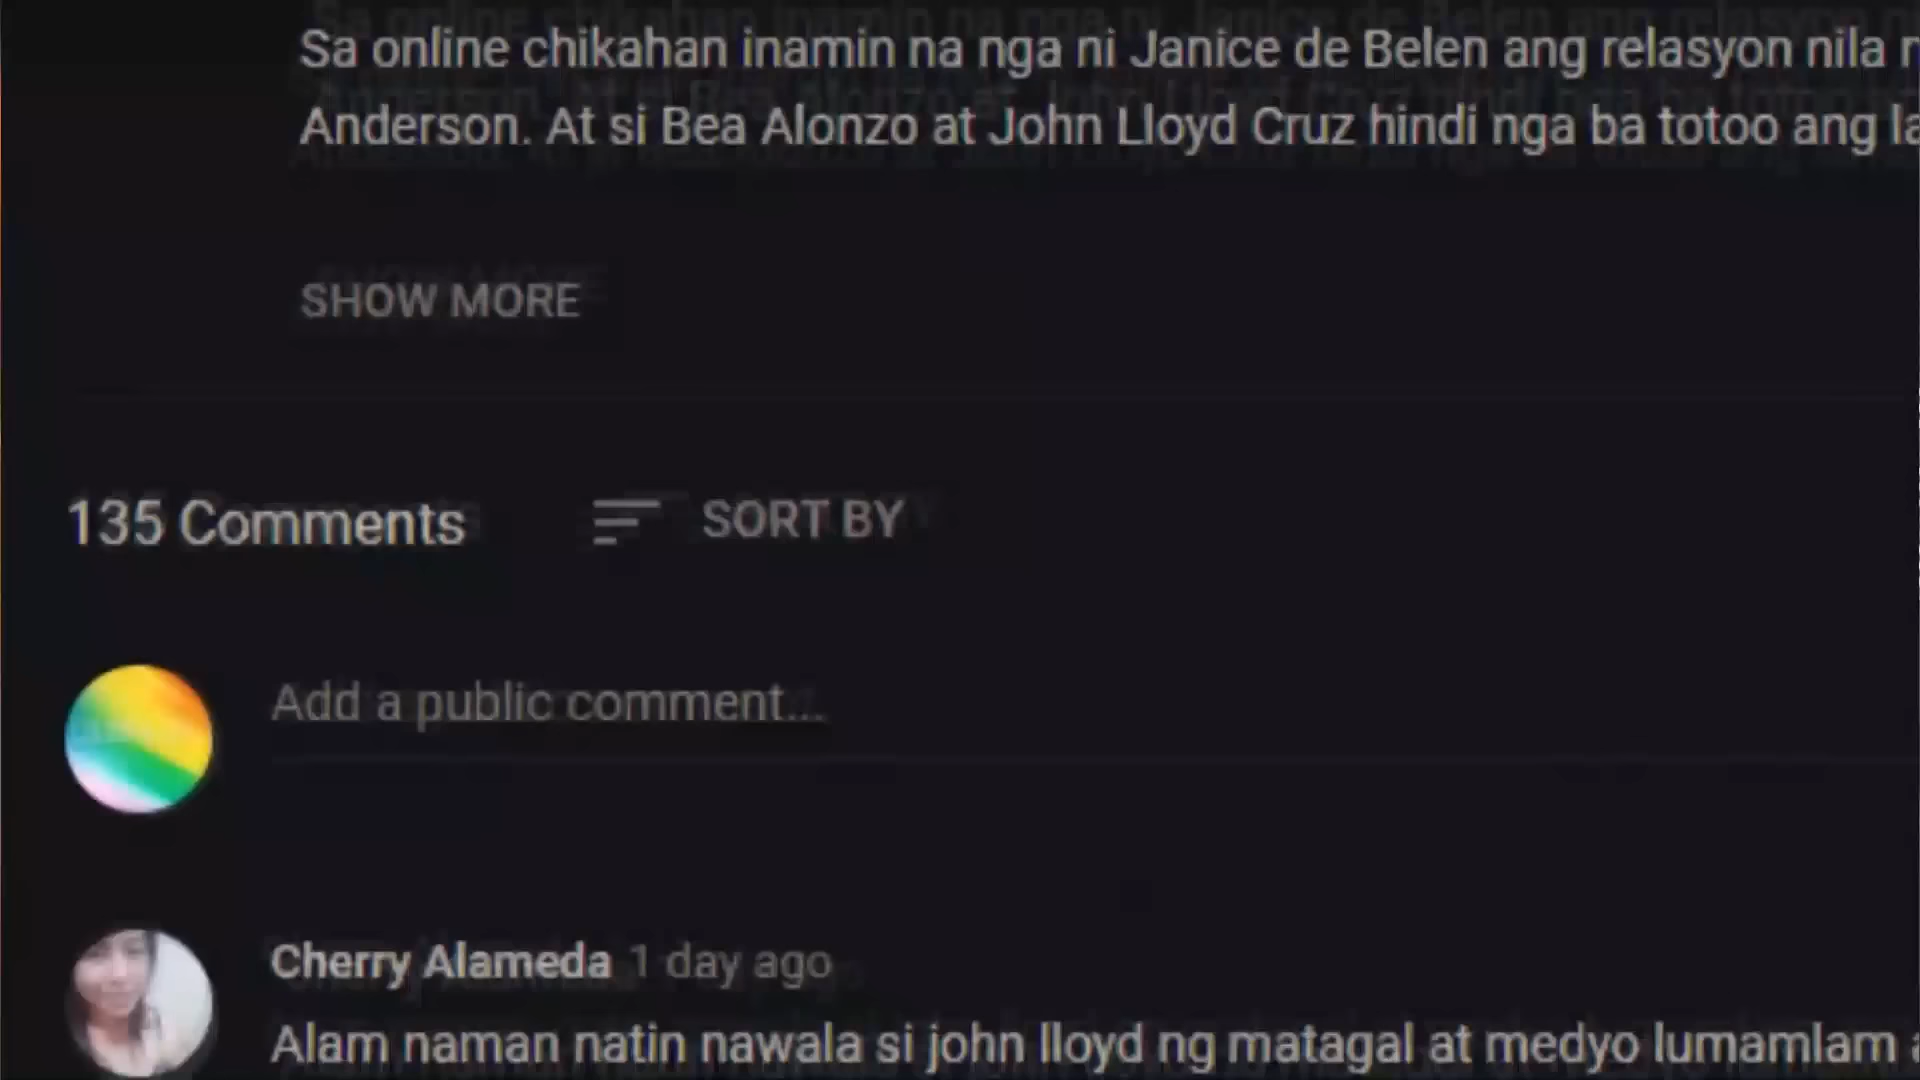 Sa online chikahan inamin na nga ni Janice de Belen ang relasyon nila
Anderson. At si Bea Alonzo at John Lloyd Cruz hindi nga ba totoo ang
SHOW MORE
135 Comments
SORT BY
Add a public comment...
Cherry Alameda 1 day ago
Alam naman natin nawala si john lloyd ng matagal at medyo lumamlam